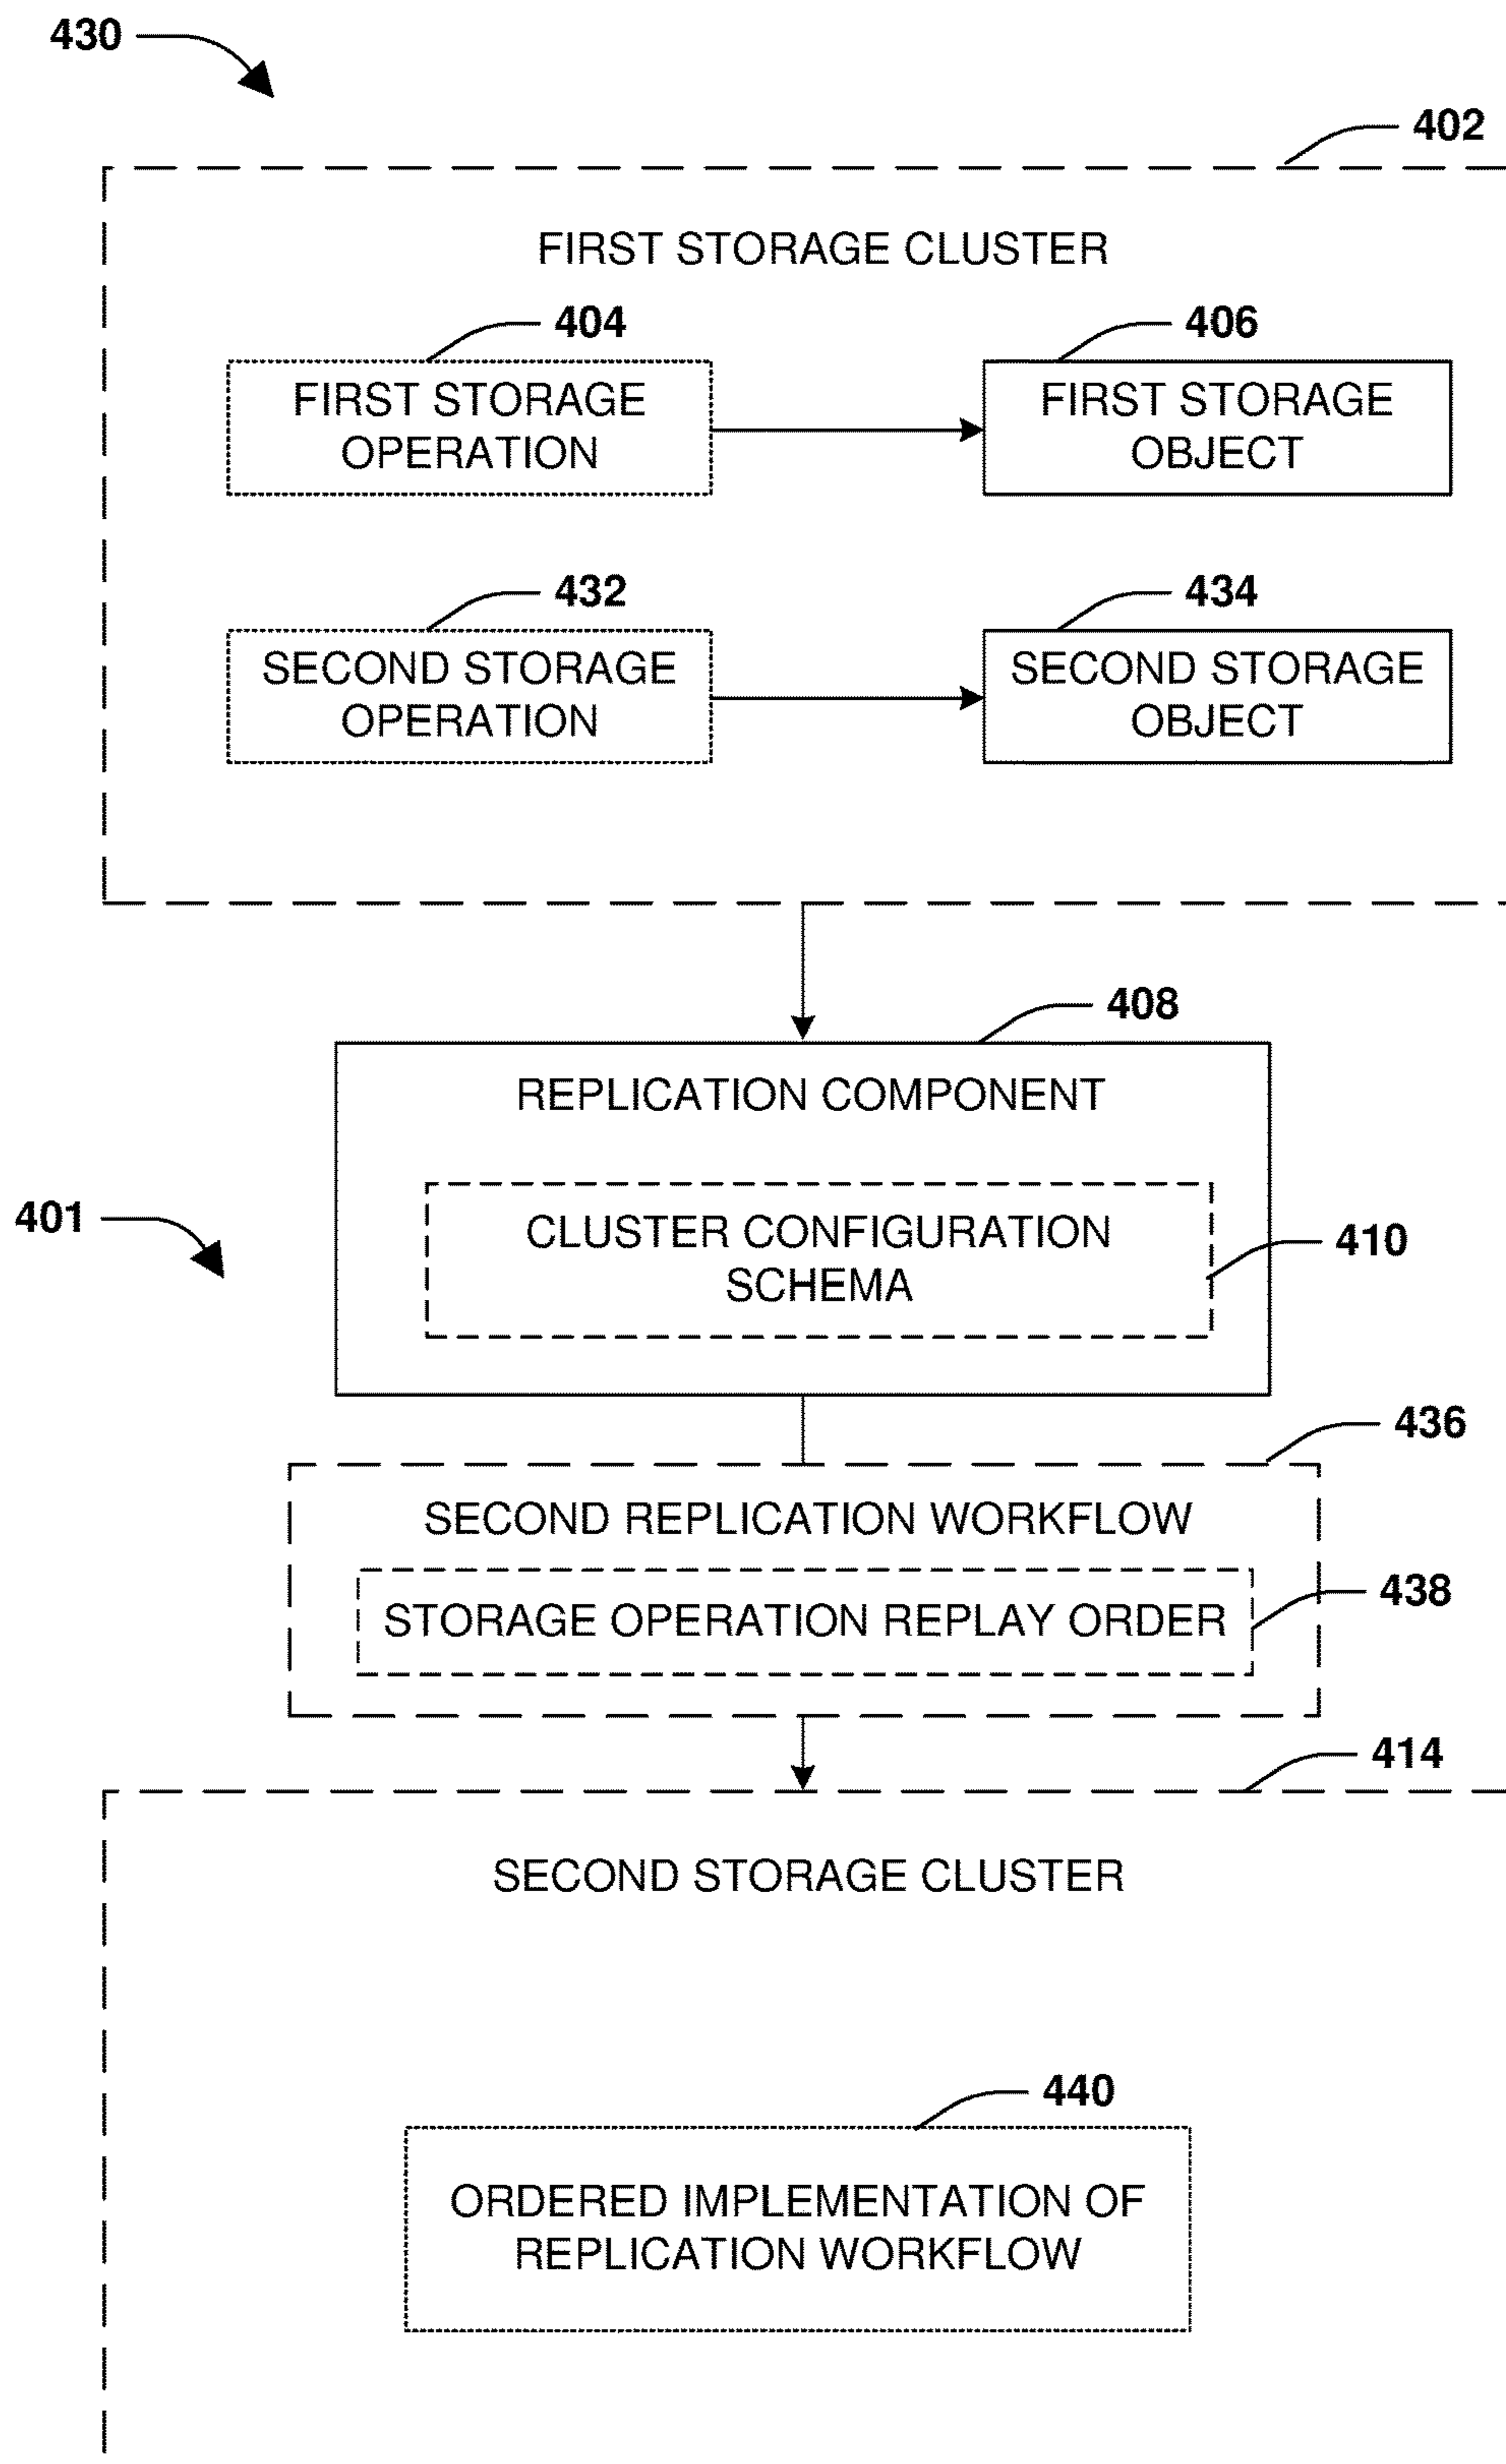 430
402
FIRST STORAGE CLUSTER
404
406
FIRST STORAGE
OPERATION
FIRST STORAGE
OBJECT
432
434
SECOND STORAGE
OPERATION
SECOND STORAGE
OBJECT
408
REPLICATION COMPONENT
401
CLUSTER CONFIGURATION
SCHEMA
410
436
SECOND REPLICATION WORKFLOW
438
STORAGE OPERATION REPLAY ORDER
414
SECOND STORAGE CLUSTER
440
ORDERED IMPLEMENTATION OF
REPLICATION WORKFLOW